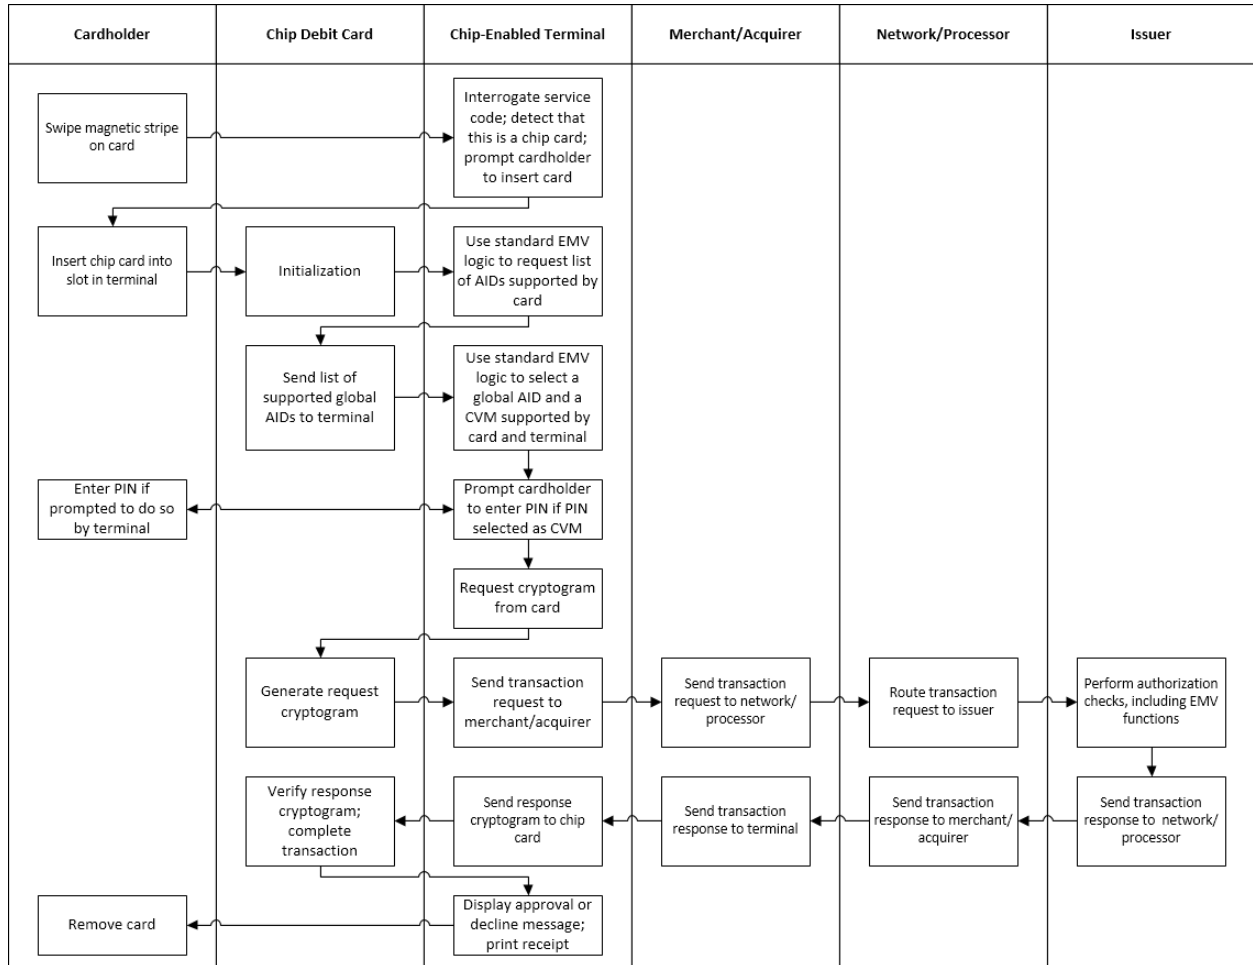 Cardholder
Chip Debit Card
Chip-Enabled Terminal
Merchant/Acquirer
Network/Processor
Issuer
Swipe magnetic stripe
on card
Interrogate service
code; detect that
this is a chip card;
prompt cardholder
to insert card
Insert chip card into
slot in terminal
Initialization
Use standard EMV
logic to request list
of AIDs supported by
card
Send list of
supported global
AIDs to terminal
Use standard EMV
logic to select a
global AID and a
CVM supported by
card and terminal
Enter PIN if
prompted to do so
by terminal
Prompt cardholder
to enter PIN if PIN
selected as CVM
Request cryptogram
from card
Generate request
cryptogram
Send transaction
request to
merchant/acquirer
Send transaction
request to network/
processor
Route transaction
request to issuer
Perform authorization
checks, including EMV
functions
Verify response
cryptogram;
complete
transaction
Send response
cryptogram to chip
card
Send transaction
response to terminal
Send transaction
response to merchant/
acquirer
Send transaction
response to network/
processor
Remove card
Display approval or
decline message;
print receipt